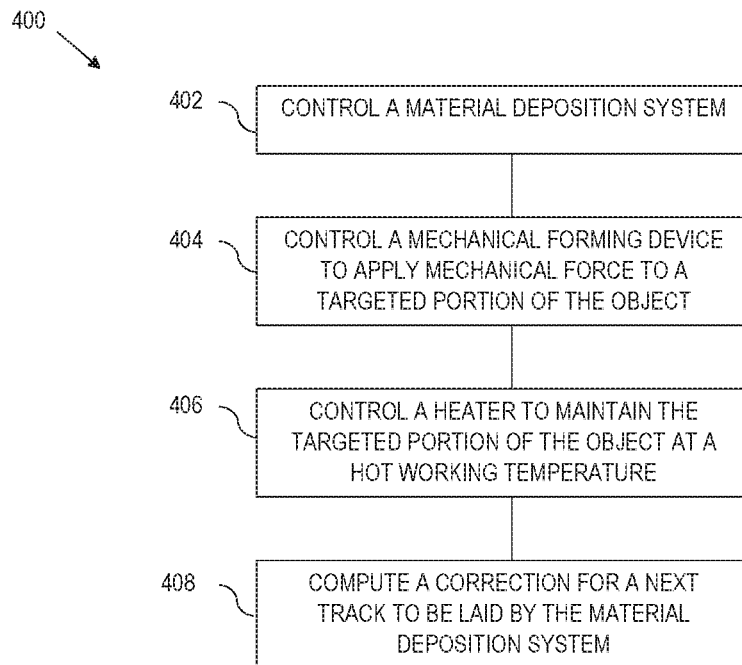 400
402
CONTROL A MATERIAL DEPOSITION SYSTEM
404
CONTROL A MECHANICAL FORMING DEVICE
TO APPLY MECHANICAL FORCE TO A
TARGETED PORTION OF THE OBJECT
406
CONTROL A HEATER TO MAINTAIN THE
TARGETED PORTION OF THE OBJECT AT A
HOT WORKING TEMPERATURE
408
COMPUTE A CORRECTION FOR A NEXT
TRACK TO BE LAID BY THE MATERIAL
DEPOSITION SYSTEM